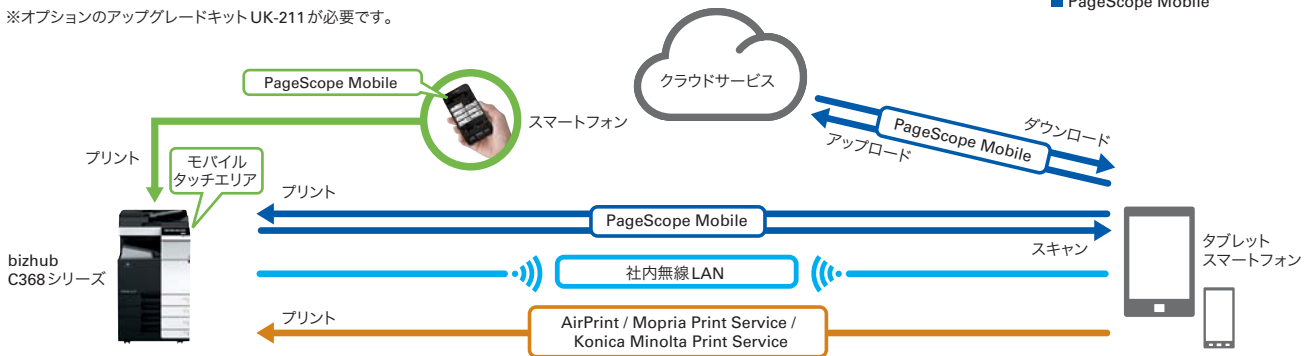 ※オプションのアップグレードキットUK-211が必要です。
PageScope Mobile
PageScope Mobile
クラウドサービス
スマートフォン
PageScope Mobile
ダウンロード
アップロード
プリント
モバイル
タッチエリア
プリント
PageScope Mobile
スキャン
bizhub
C368シリーズ
社内無線LAN
タブレット
スマートフォン
プリント
AirPrint / Mopria Print Service /
Konica Minolta Print Service